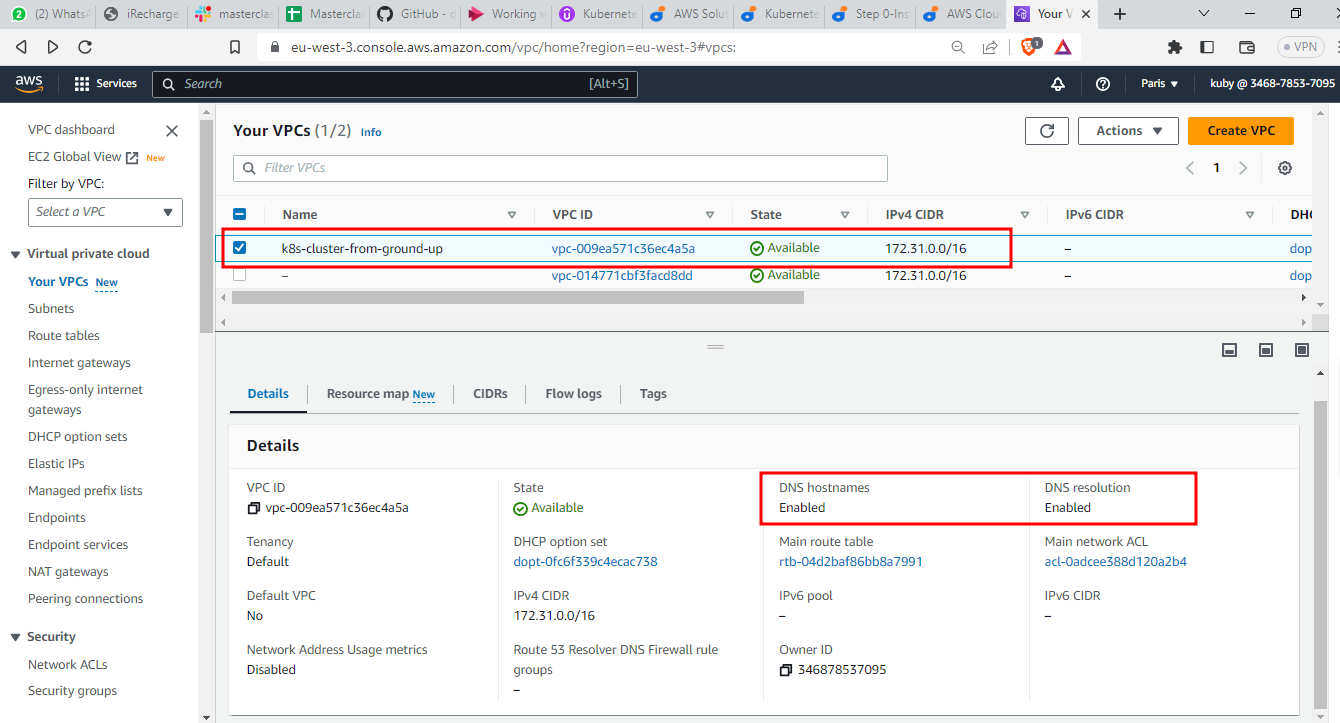 2 WhatsA
iRecharge
masterclas
Masterclas
GitHub - c
Working w
Kubernete
AWS Solut
Kubernete
Step 0-Ins
AWS Clou
Your V
eu-west-3.console.aws.amazon.com/vpc/home?region=eu-west-3#vpcs:
1
VPN
aws
Services
Search
[Alt+S]
Paris
kuby @ 3468-7853-7095
VPC dashboard
EC2 Global View New
Filter by VPC:
Select a VPC
Virtual private cloud
Your VPCs New
Subnets
Route tables
Internet gateways
Egress-only internet
gateways
DHCP option sets
Elastic IPs
Managed prefix lists
Endpoints
Endpoint services
NAT gateways
Peering connections
Security
Network ACLs
Security groups
Your VPCs (1/2) Info
Actions
Create VPC
Filter VPCs
1
Name VPC ID State IPv4 CIDR IPv6 CIDR DHC
k8s-cluster-from-ground-up vpc-009ea571c36ec4a5a Available 172.31.0.0/16 – dop
– vpc-014771cbf3facd8dd Available 172.31.0.0/16 – dop
Details Resource map New CIDRs Flow logs Tags
Details
VPC ID State DNS hostnames DNS resolution
vpc-009ea571c36ec4a5a Available Enabled Enabled
Tenancy DHCP option set Main route table Main network ACL
Default dopt-0fc6f339c4ecac738 rtb-04d2baf86bb8a7991 acl-0adcee388d120a2b4
Default VPC IPv4 CIDR IPv6 pool IPv6 CIDR
No 172.31.0.0/16 – –
Network Address Usage metrics Route 53 Resolver DNS Firewall rule Owner ID
Disabled groups 346878537095
–